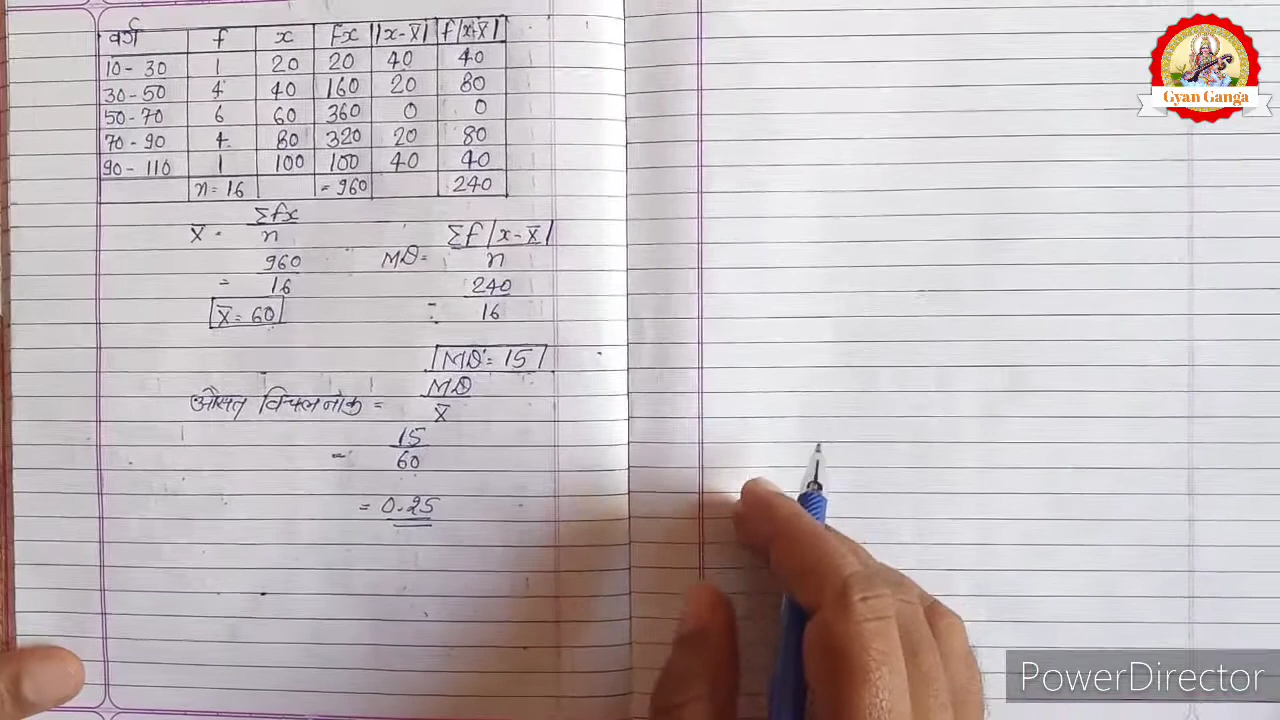 वर्ग f x Fx |x-X̄| f|x-X̄|
10-30 1 20 20 40 40
30-50 4 40 160 20 80
50-70 6 60 360 0 0
70-90 4 80 320 20 80
90-110 1 100 100 40 40
n=16 =960 240
X̄ = Σfx / n
= 960 / 16
X̄=60
MD= Σf|x-X̄| / n
= 240 / 16
MD=15
औसत विचलनांक = MD / X̄
= 15 / 60
= 0.25
Gyan Ganga
PowerDirector